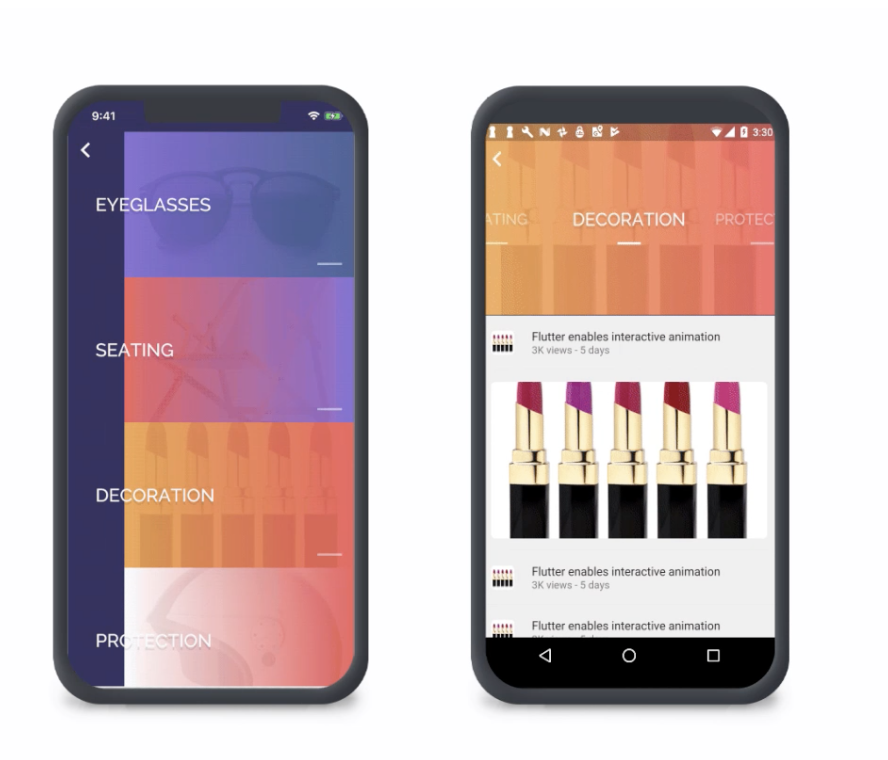 9:41
EYEGLASSES
SEATING
DECORATION
PROTECTION
3:30
ATING DECORATION PROTEC
Flutter enables interactive animation
3K views - 5 days
Flutter enables interactive animation
3K views - 5 days
Flutter enables interactive animation